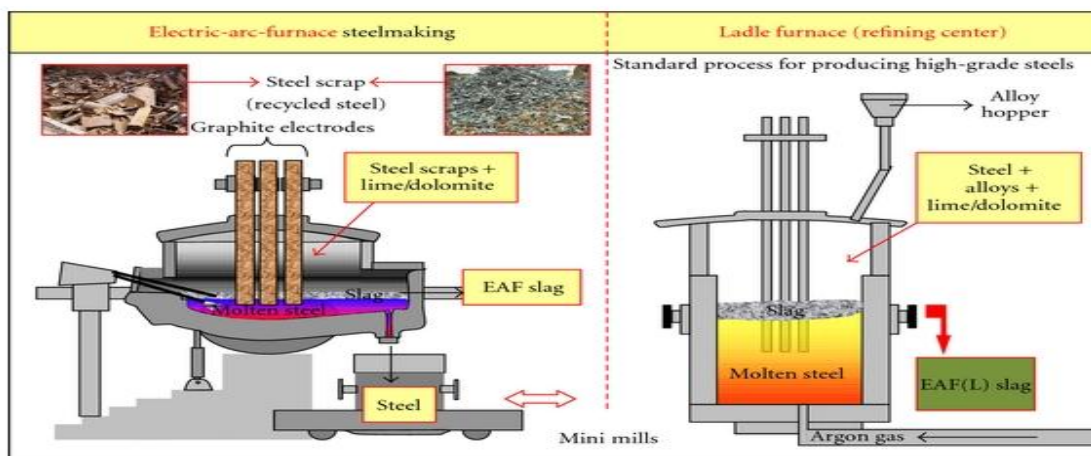 Electric-arc-furnace steelmaking
Ladle furnace (refining center)
Steel scrap
(recycled steel)
Graphite electrodes
Steel scraps +
lime/dolomite
Slag
Molten steel
EAF slag
Steel
Standard process for producing high-grade steels
Alloy
hopper
Steel +
alloys +
lime/dolomite
Slag
Molten steel
EAF(L) slag
Mini mills
Argon gas